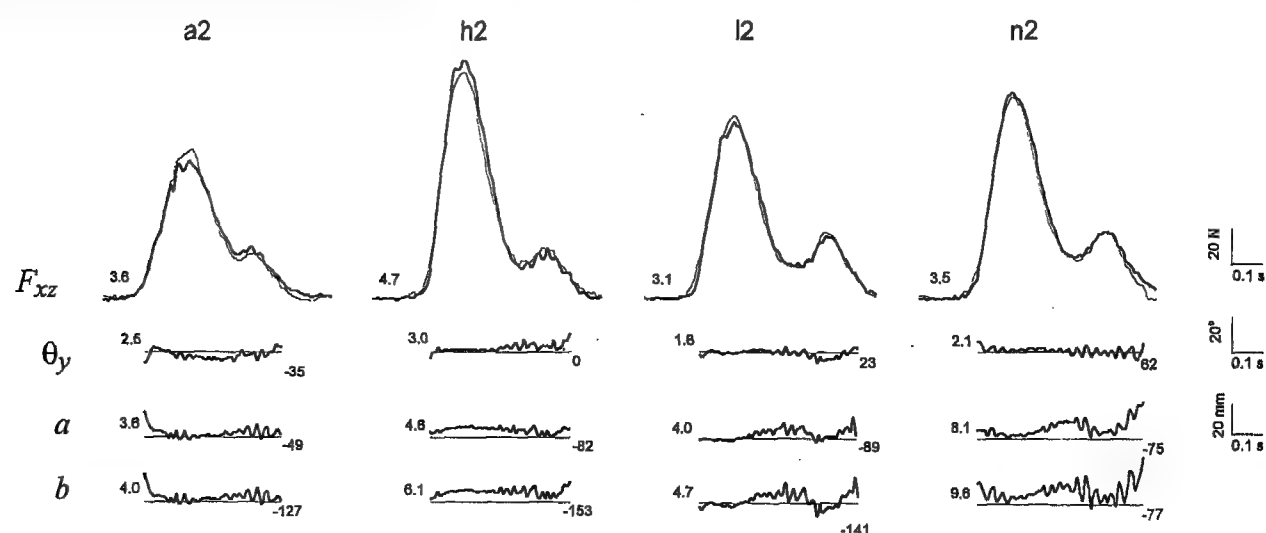 a2 h2 l2 n2
F_xz 3.6 4.7 3.1 3.5 20 N 0.1 s
θ_y 2.5 -35 3.0 0 1.8 23 2.1 62 20° 0.1 s
a 3.6 -49 4.6 -82 4.0 -89 8.1 -75 20 mm 0.1 s
b 4.0 -127 6.1 -153 4.7 -141 9.6 -77